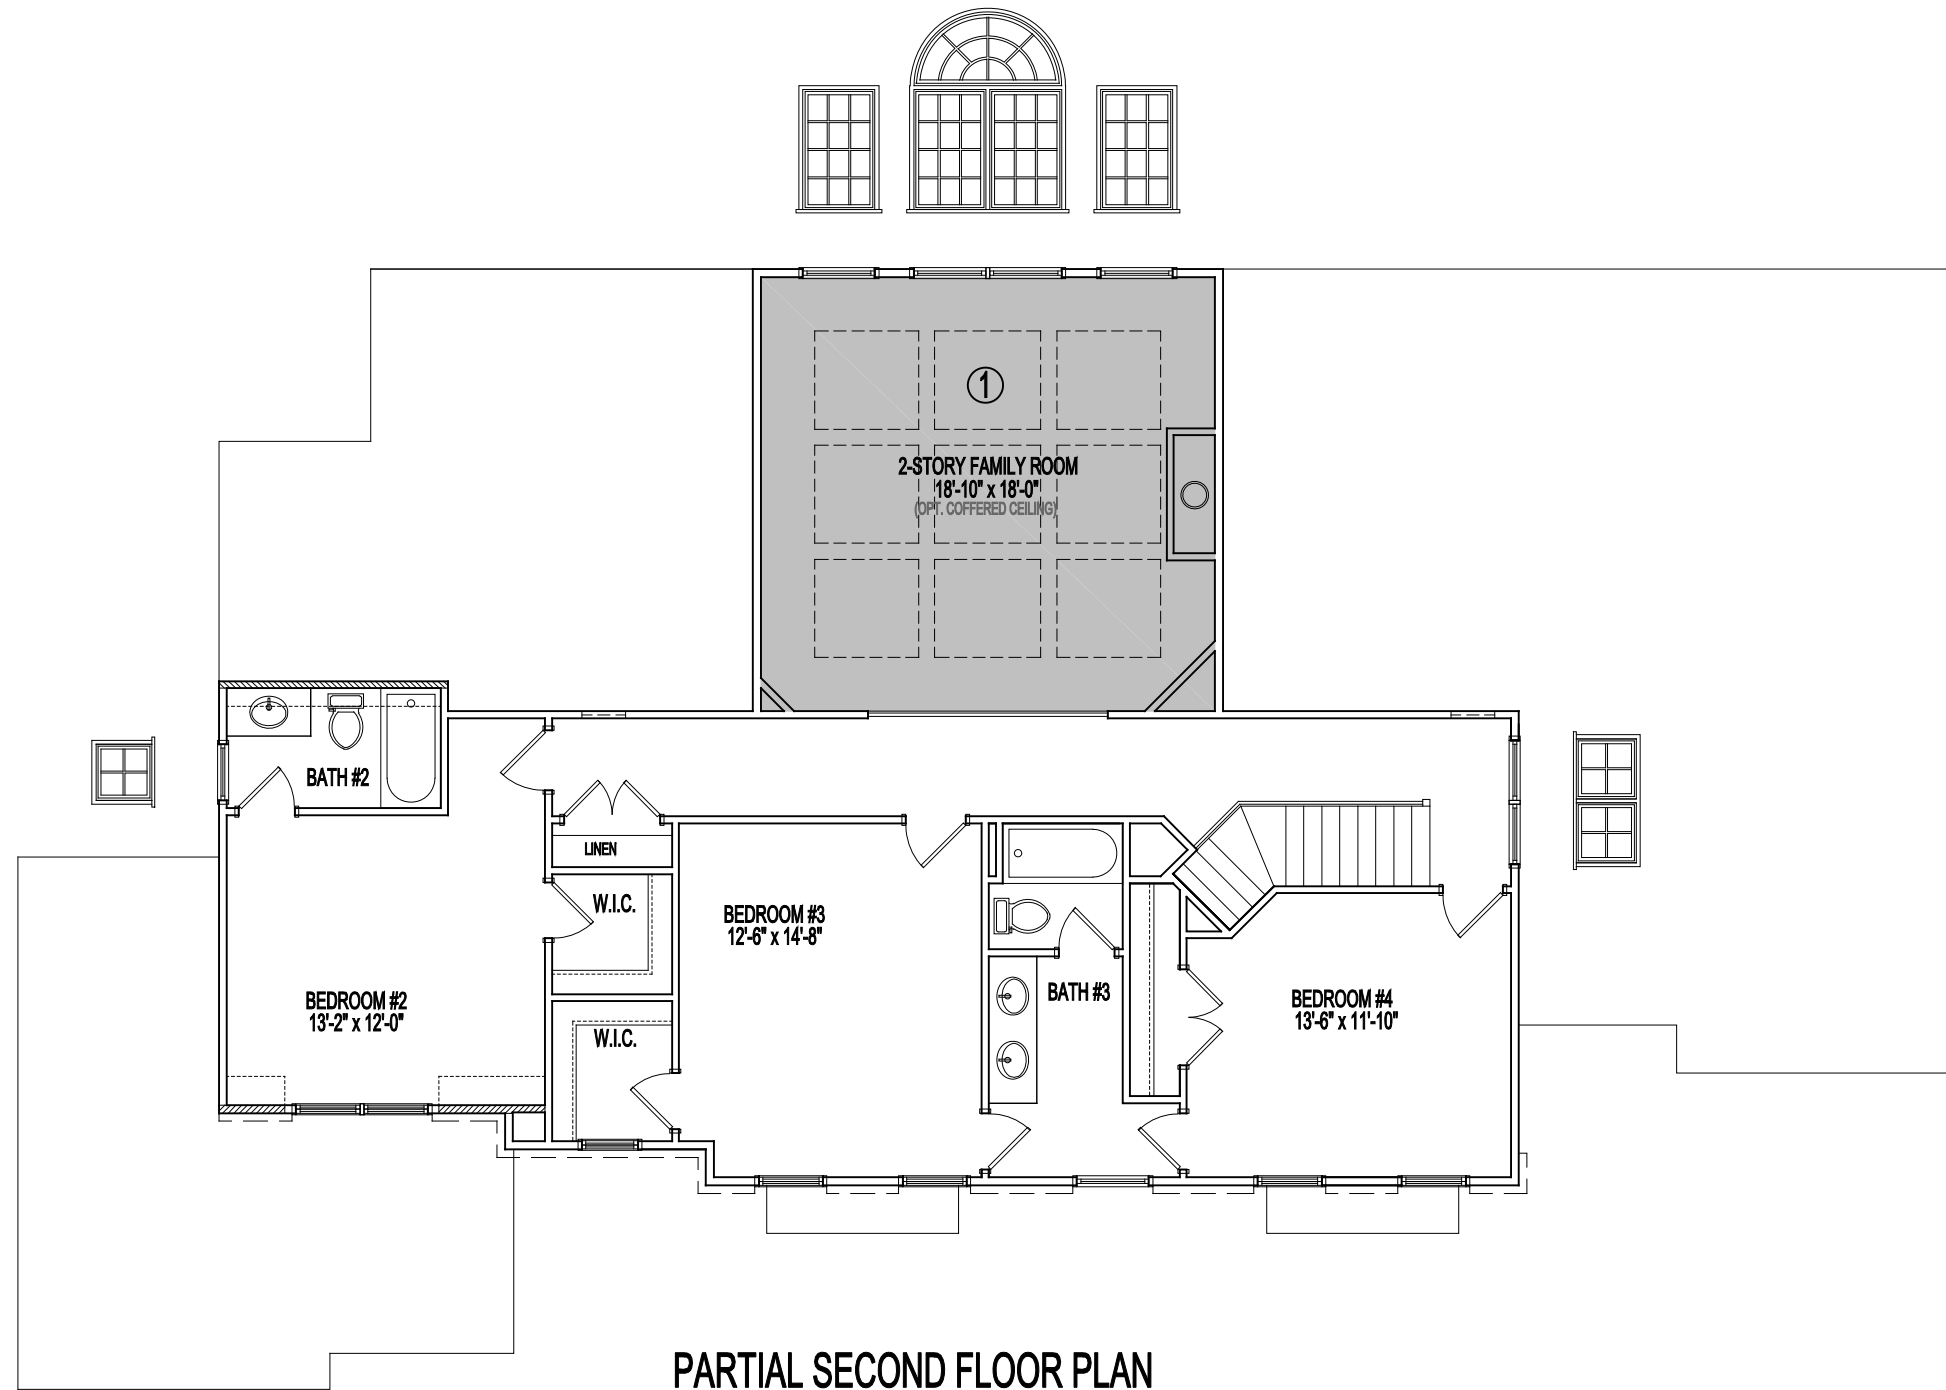 1
2-STORY FAMILY ROOM
18'-10" x 18'-0"
(OPT. COFFERED CEILING)
BATH #2
LINEN
W.I.C.
BEDROOM #3
12'-6" x 14'-8"
BEDROOM #2
13'-2" x 12'-0"
W.I.C.
BATH #3
BEDROOM #4
13'-6" x 11'-10"
PARTIAL SECOND FLOOR PLAN